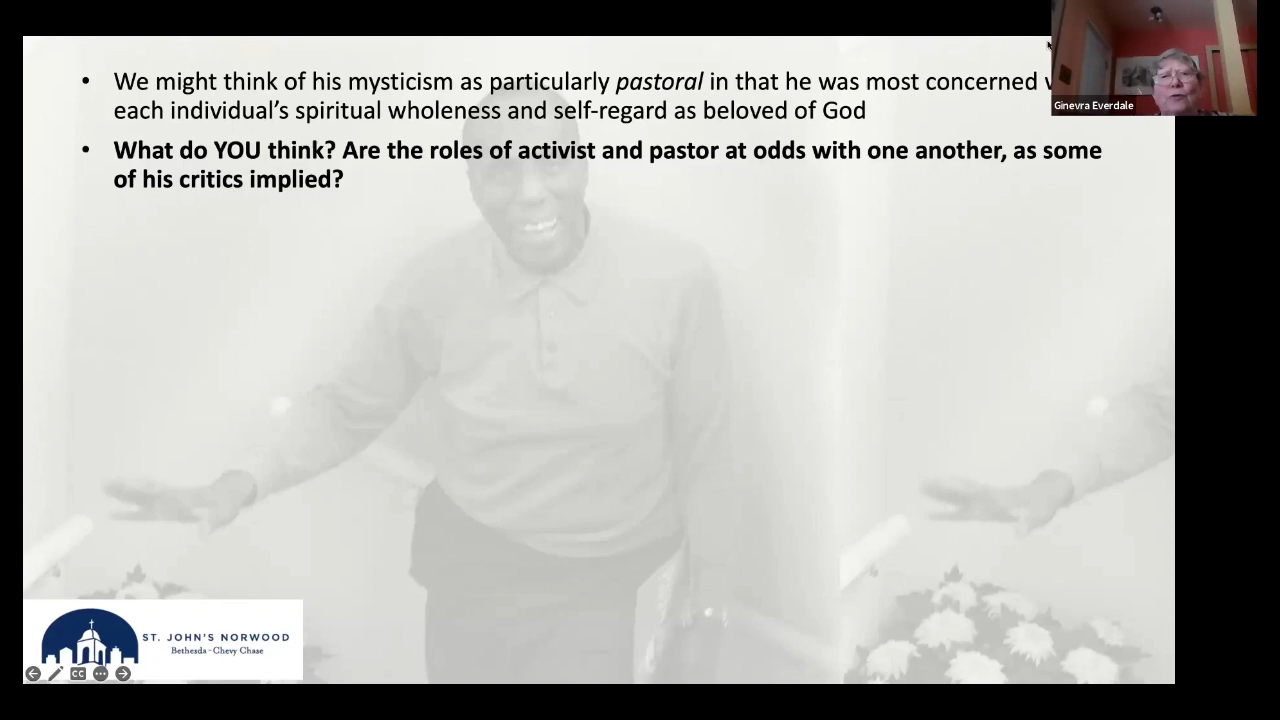 • We might think of his mysticism as particularly pastoral in that he was most concerned
each individual’s spiritual wholeness and self-regard as beloved of God
• What do YOU think? Are the roles of activist and pastor at odds with one another, as some
of his critics implied?
Ginevra Everdale
ST. JOHN'S NORWOOD
Bethesda - Chevy Chase
CC